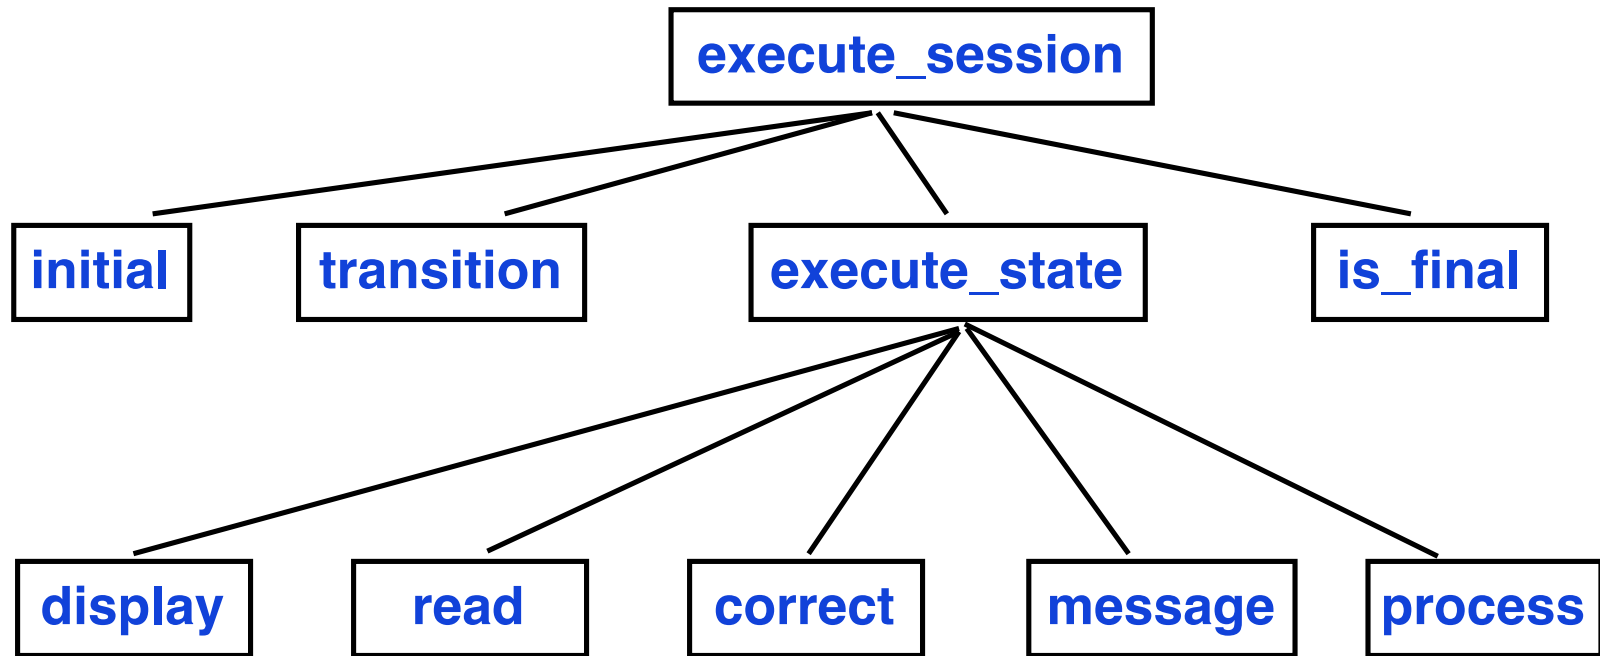 execute_session
initial
transition
execute_state
is_final
display
read
correct
message
process